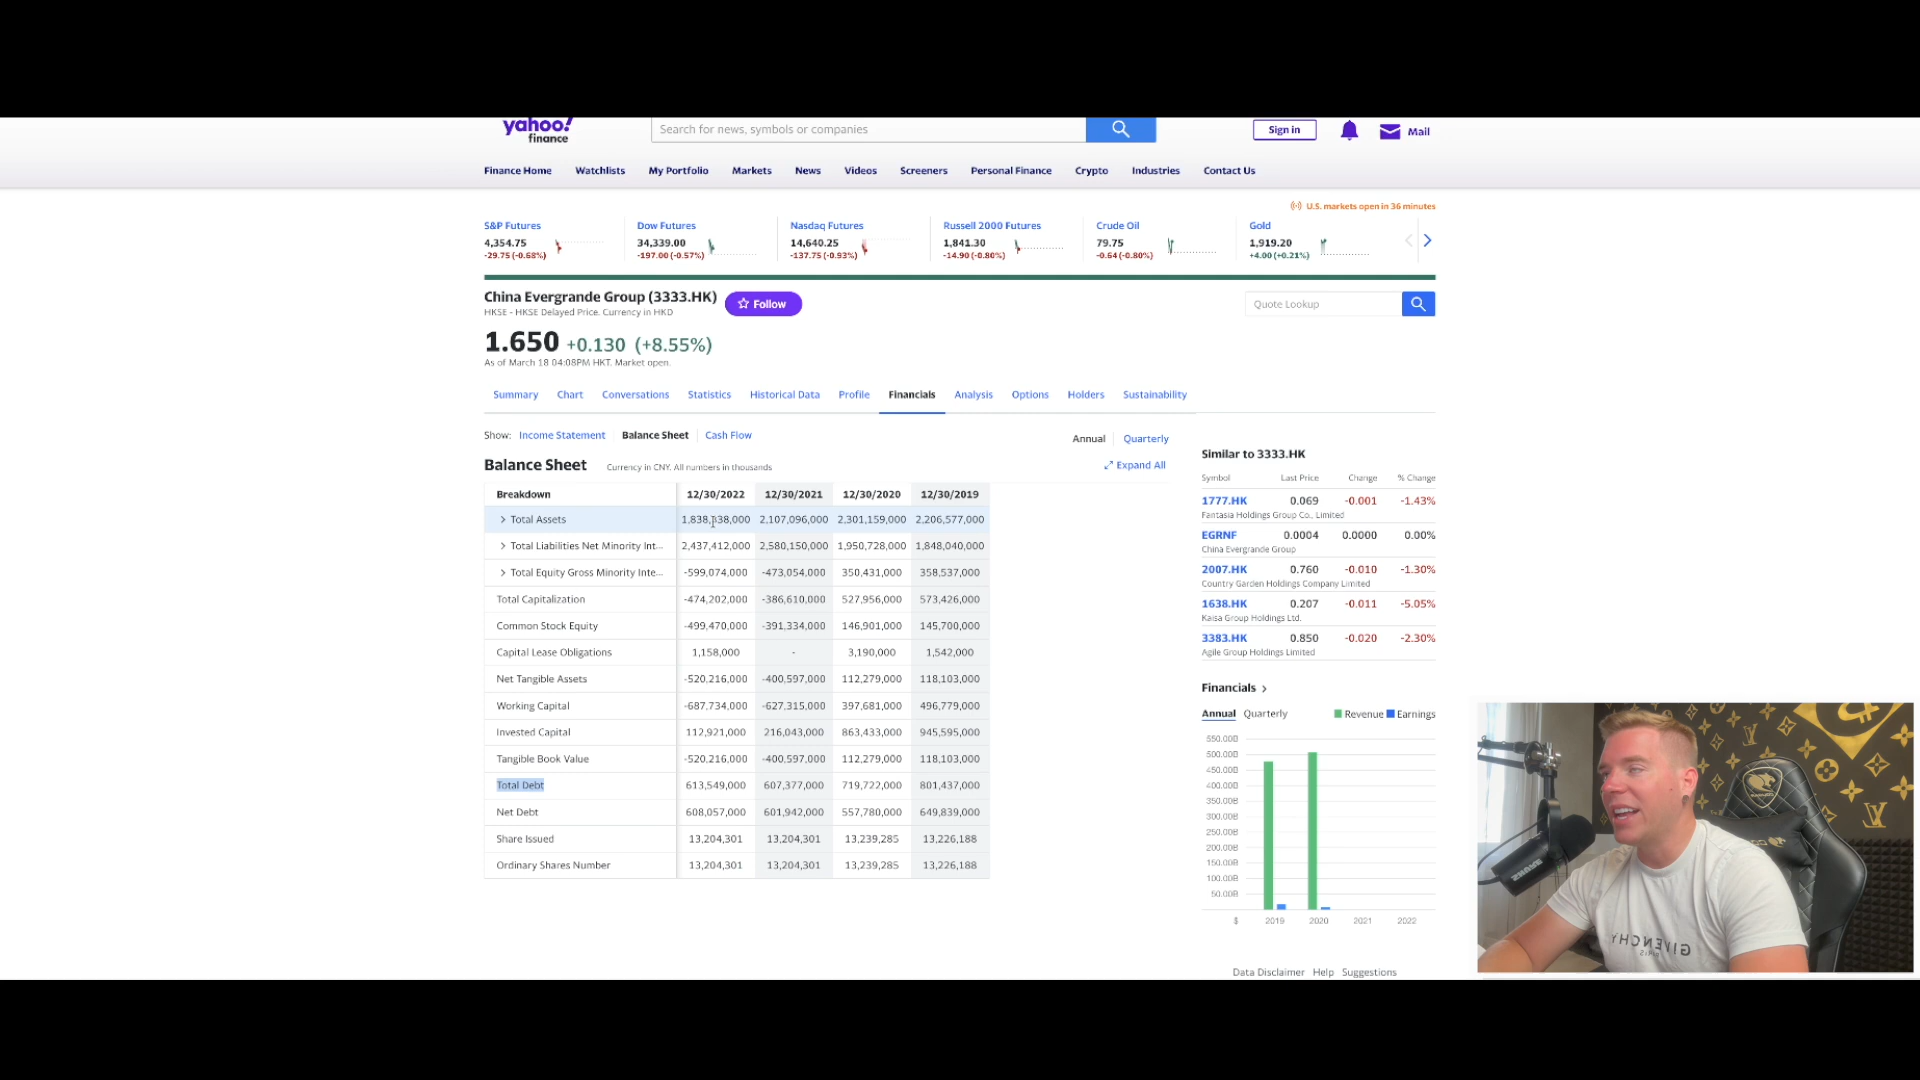 yahoo!
finance
Search for news, symbols or companies
Sign in
Mail
Finance Home Watchlists My Portfolio Markets News Videos Screeners Personal Finance Crypto Industries Contact Us
U.S. markets open in 36 minutes
S&P Futures Dow Futures Nasdaq Futures Russell 2000 Futures Crude Oil Gold
4,354.75 34,339.00 14,640.25 1,841.30 79.75 1,919.20
-29.75 (-0.68%) -197.00 (-0.57%) -137.75 (-0.93%) -14.90 (-0.80%) -0.64 (-0.80%) +4.00 (+0.21%)
China Evergrande Group (3333.HK) Follow
HKSE - HKSE Delayed Price. Currency in HKD
Quote Lookup
1.650 +0.130 (+8.55%)
As of March 18 04:08PM HKT. Market open.
Summary Chart Conversations Statistics Historical Data Profile Financials Analysis Options Holders Sustainability
Show: Income Statement Balance Sheet Cash Flow
Annual Quarterly
Balance Sheet Currency in CNY. All numbers in thousands
Expand All
Breakdown 12/30/2022 12/30/2021 12/30/2020 12/30/2019
Total Assets 2,107,096,000 2,301,159,000 2,206,577,000
Total Liabilities Net Minority Int... 2,437,412,000 2,580,150,000 1,950,728,000 1,848,040,000
Total Equity Gross Minority Inte... -599,074,000 -473,054,000 350,431,000 358,537,000
Total Capitalization -474,202,000 -386,610,000 527,956,000 573,426,000
Common Stock Equity -499,470,000 -391,334,000 146,901,000 145,700,000
Capital Lease Obligations 1,158,000 - 3,190,000 1,542,000
Net Tangible Assets -520,216,000 -400,597,000 112,279,000 118,103,000
Working Capital -687,734,000 -627,315,000 397,681,000 496,779,000
Invested Capital 112,921,000 216,043,000 863,433,000 945,595,000
Tangible Book Value -520,216,000 -400,597,000 112,279,000 118,103,000
Total Debt 613,549,000 607,377,000 719,722,000 801,437,000
Net Debt 608,057,000 601,942,000 557,780,000 649,839,000
Share Issued 13,204,301 13,204,301 13,239,285 13,226,188
Ordinary Shares Number 13,204,301 13,204,301 13,239,285 13,226,188
Similar to 3333.HK
Symbol Last Price Change % Change
1777.HK 0.069 -0.001 -1.43%
Fantasia Holdings Group Co., Limited
EGRNF 0.0004 0.0000 0.00%
China Evergrande Group
2007.HK 0.760 -0.010 -1.30%
Country Garden Holdings Company Limited
1638.HK 0.207 -0.011 -5.05%
Kaisa Group Holdings Ltd.
3383.HK 0.850 -0.020 -2.30%
Agile Group Holdings Limited
Financials
Annual Quarterly Revenue Earnings
550.00B
500.00B
450.00B
400.00B
350.00B
300.00B
250.00B
200.00B
150.00B
100.00B
50.00B
$ 2019 2020 2021 2022
Data Disclaimer Help Suggestions
GIVENCHY
PARIS